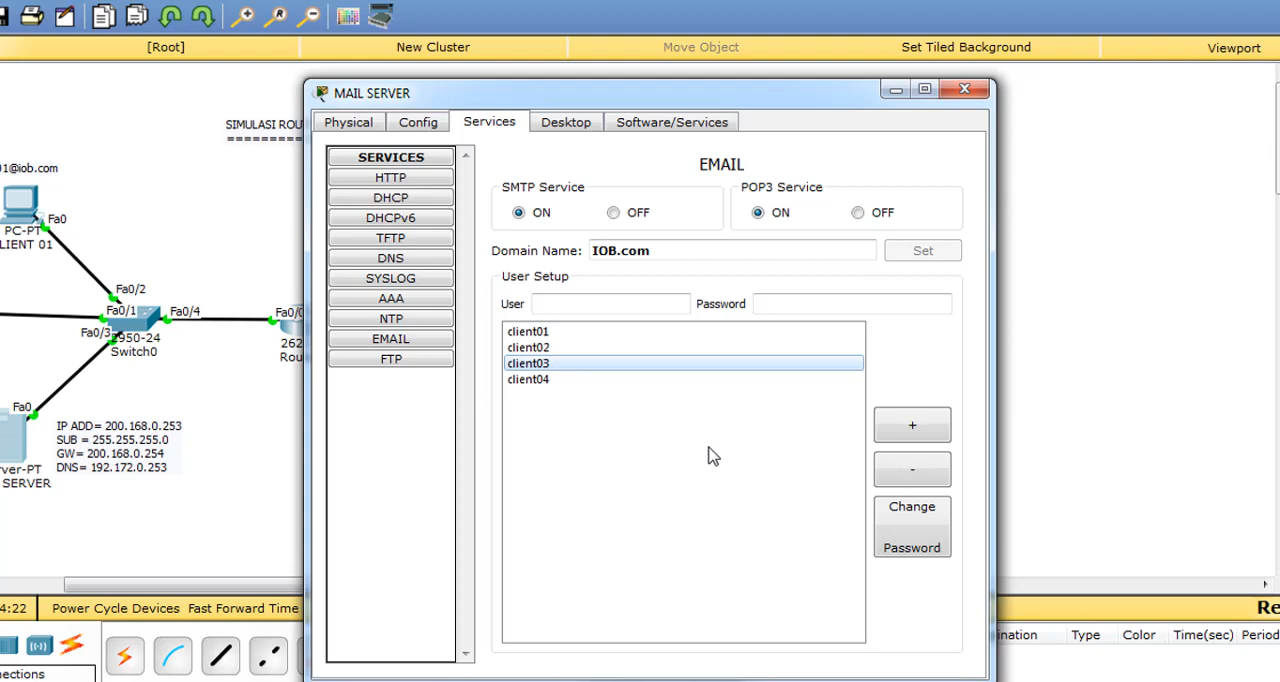 [Root]
New Cluster
Move Object
Set Tiled Background
Viewport
SIMULASI ROU
============
1@iob.com
Fa0
PC-PT
LIENT 01
Fa0/2
Fa0/1
Fa0/4
Fa0/0
Fa0/3
2950-24
Switch0
262
Rou
Fa0
rver-PT
SERVER
IP ADD= 200.168.0.253
SUB = 255.255.255.0
GW = 200.168.0.254
DNS= 192.172.0.253
MAIL SERVER
Physical
Config
Services
Desktop
Software/Services
SERVICES
HTTP
DHCP
DHCPv6
TFTP
DNS
SYSLOG
AAA
NTP
EMAIL
FTP
EMAIL
SMTP Service
ON
OFF
POP3 Service
ON
OFF
Domain Name: IOB.com
Set
User Setup
User
Password
client01
client02
client03
client04
+
-
Change
Password
4:22
Power Cycle Devices Fast Forward Time
Re
nnections
ination
Type
Color
Time(sec)
Period